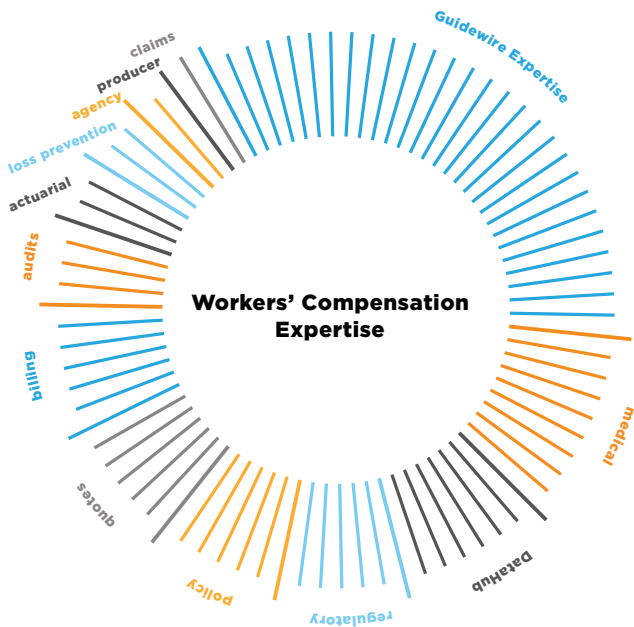 claims
producer
agency
loss prevention
actuarial
audits
billing
quotes
policy
regulatory
DataHub
medical
Guidewire Expertise
Workers’ Compensation
Expertise